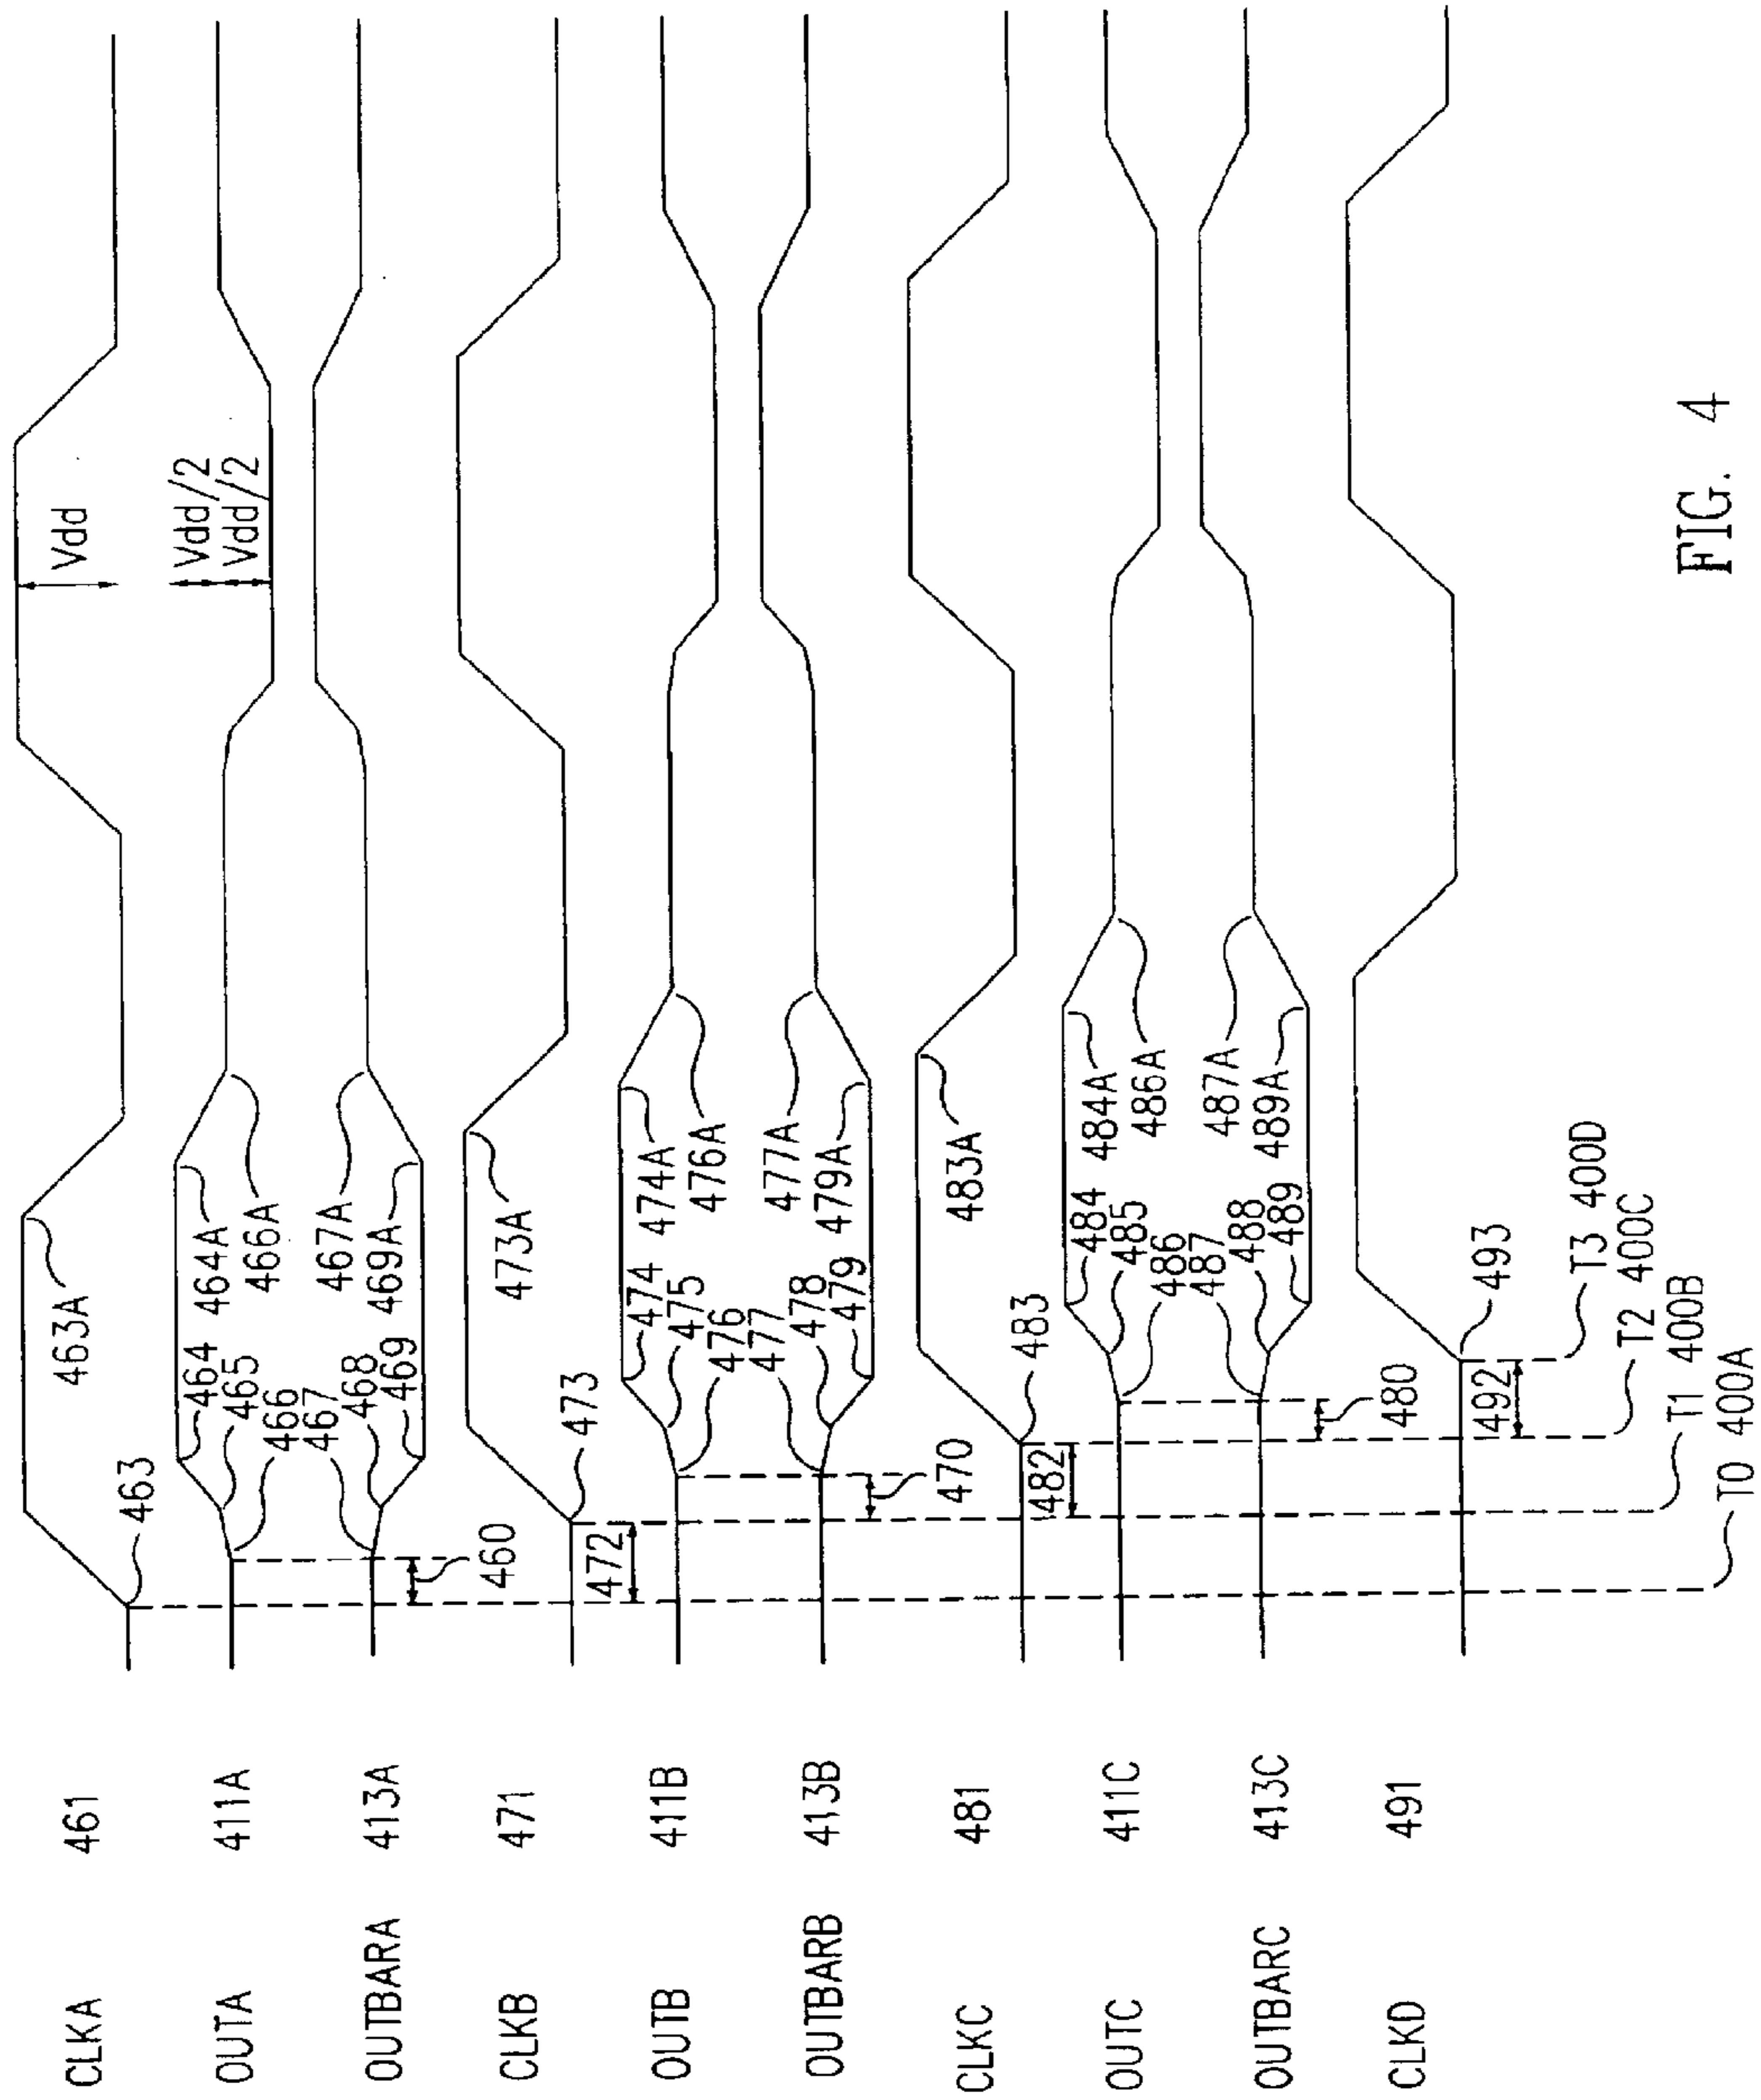 CLKA 461
463
463A
Vdd
OUTA 411A
464
465
466
464A
466A
Vdd/2
Vdd/2
OUTBARA 413A
467
468
469
467A
469A
460
CLKB 471
473
473A
472
OUTB 411B
474
475
476
474A
476A
OUTBARB 413B
477
478
479
477A
479A
470
CLKC 481
483
483A
482
OUTC 411C
484
485
486
484A
486A
OUTBARC 413C
487
488
489
487A
489A
480
CLKD 491
492
493
T3 400D
T2 400C
T1 400B
T0 400A
FIG. 4